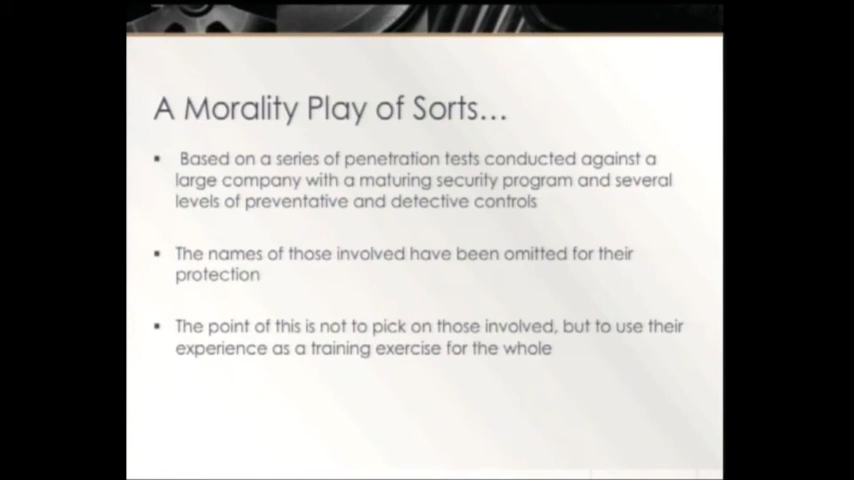 A Morality Play of Sorts...
▪ Based on a series of penetration tests conducted against a
large company with a maturing security program and several
levels of preventative and detective controls
▪ The names of those involved have been omitted for their
protection
▪ The point of this is not to pick on those involved, but to use their
experience as a training exercise for the whole